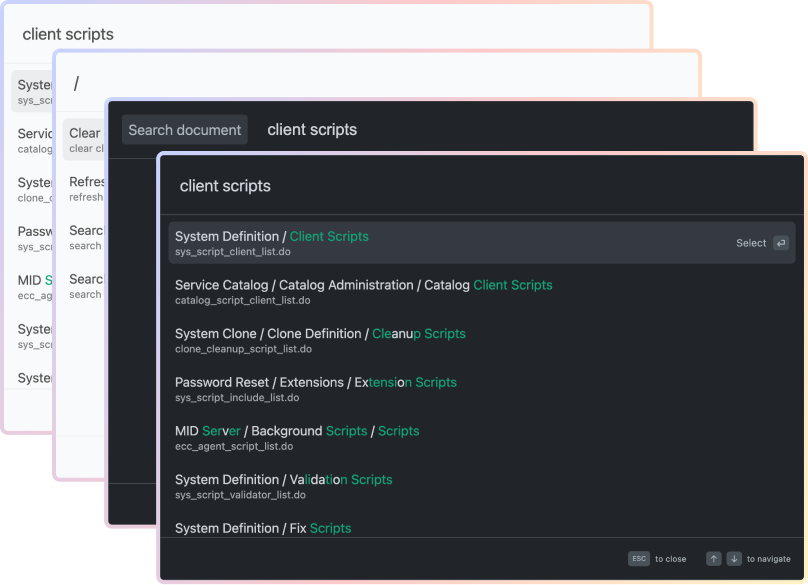 client scripts
Syster
sys_scr
Servic
catalog
Syster
clone_c
Passw
sys_scr
MID S
ecc_ag
Syster
sys_scr
Syster
/
Clear
clear cl
Refres
refresh
Searc
search
Searc
search
Search document client scripts
client scripts
System Definition / Client Scripts
sys_script_client_list.do
Select
Service Catalog / Catalog Administration / Catalog Client Scripts
catalog_script_client_list.do
System Clone / Clone Definition / Cleanup Scripts
clone_cleanup_script_list.do
Password Reset / Extensions / Extension Scripts
sys_script_include_list.do
MID Server / Background Scripts / Scripts
ecc_agent_script_list.do
System Definition / Validation Scripts
sys_script_validator_list.do
System Definition / Fix Scripts
ESC to close ↑ ↓ to navigate